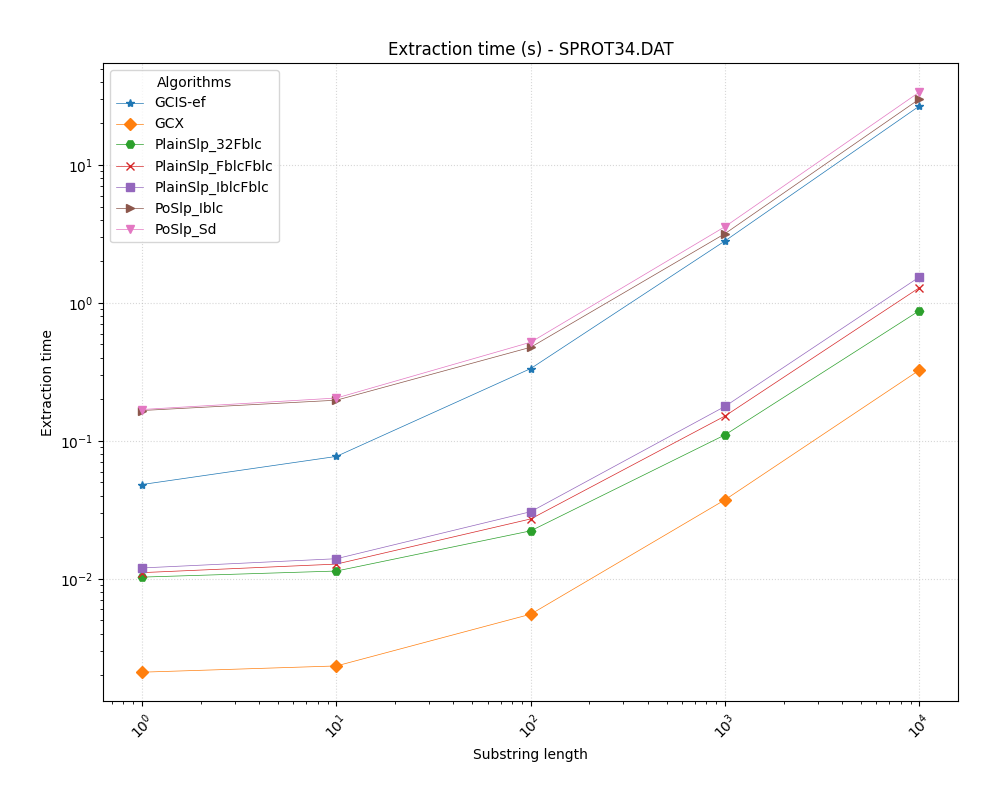 Extraction time (s) - SPROT34.DAT
Algorithms
GCIS-ef
GCX
PlainSlp_32Fblc
PlainSlp_FblcFblc
PlainSlp_IblcFblc
PoSlp_Iblc
PoSlp_Sd
Extraction time
10¹
10⁰
10⁻¹
10⁻²
10⁰ 10¹ 10² 10³ 10⁴
Substring length